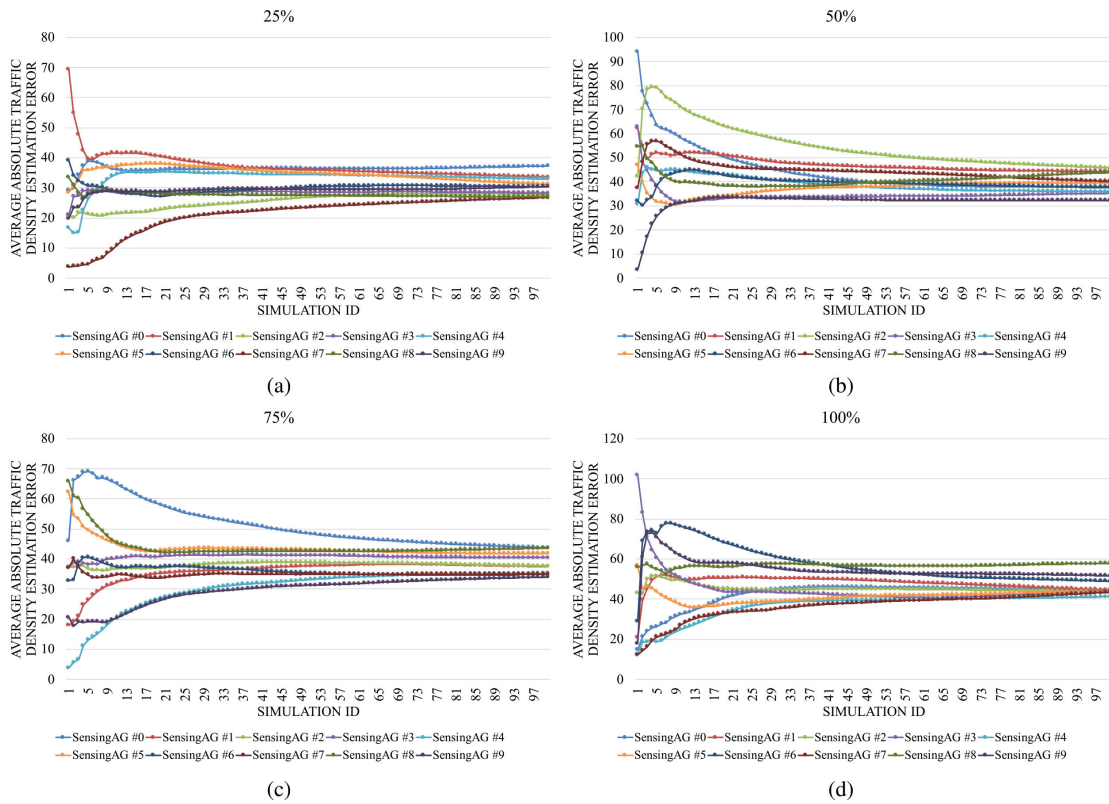 25%
AVERAGE ABSOLUTE TRAFFIC
DENSITY ESTIMATION ERROR
80
70
60
50
40
30
20
10
0
1 5 9 13 17 21 25 29 33 37 41 45 49 53 57 61 65 69 73 77 81 85 89 93 97
SIMULATION ID
SensingAG #0 SensingAG #1 SensingAG #2 SensingAG #3 SensingAG #4
SensingAG #5 SensingAG #6 SensingAG #7 SensingAG #8 SensingAG #9
(a)
50%
AVERAGE ABSOLUTE TRAFFIC
DENSITY ESTIMATION ERROR
100
90
80
70
60
50
40
30
20
10
0
1 5 9 13 17 21 25 29 33 37 41 45 49 53 57 61 65 69 73 77 81 85 89 93 97
SIMULATION ID
SensingAG #0 SensingAG #1 SensingAG #2 SensingAG #3 SensingAG #4
SensingAG #5 SensingAG #6 SensingAG #7 SensingAG #8 SensingAG #9
(b)
75%
AVERAGE ABSOLUTE TRAFFIC
DENSITY ESTIMATION ERROR
80
70
60
50
40
30
20
10
0
1 5 9 13 17 21 25 29 33 37 41 45 49 53 57 61 65 69 73 77 81 85 89 93 97
SIMULATION ID
SensingAG #0 SensingAG #1 SensingAG #2 SensingAG #3 SensingAG #4
SensingAG #5 SensingAG #6 SensingAG #7 SensingAG #8 SensingAG #9
(c)
100%
AVERAGE ABSOLUTE TRAFFIC
DENSITY ESTIMATION ERROR
120
100
80
60
40
20
0
1 5 9 13 17 21 25 29 33 37 41 45 49 53 57 61 65 69 73 77 81 85 89 93 97
SIMULATION ID
SensingAG #0 SensingAG #1 SensingAG #2 SensingAG #3 SensingAG #4
SensingAG #5 SensingAG #6 SensingAG #7 SensingAG #8 SensingAG #9
(d)